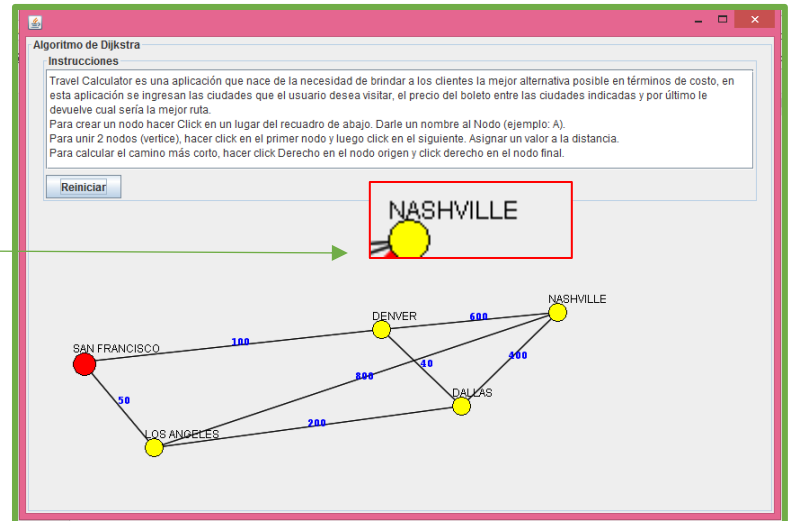 Algoritmo de Dijkstra
Instrucciones
Travel Calculator es una aplicación que nace de la necesidad de brindar a los clientes la mejor alternativa posible en términos de costo, en
esta aplicación se ingresan las ciudades que el usuario desea visitar, el precio del boleto entre las ciudades indicadas y por último le
devuelve cual sería la mejor ruta.
Para crear un nodo hacer Click en un lugar del recuadro de abajo. Darle un nombre al Nodo (ejemplo: A).
Para unir 2 nodos (vertice), hacer click en el primer nodo y luego click en el siguiente. Asignar un valor a la distancia.
Para calcular el camino más corto, hacer click Derecho en el nodo origen y click derecho en el nodo final.
Reiniciar
NASHVILLE
NASHVILLE
DENVER
600
100
SAN FRANCISCO
400
40
800
DALLAS
50
200
LOS ANGELES